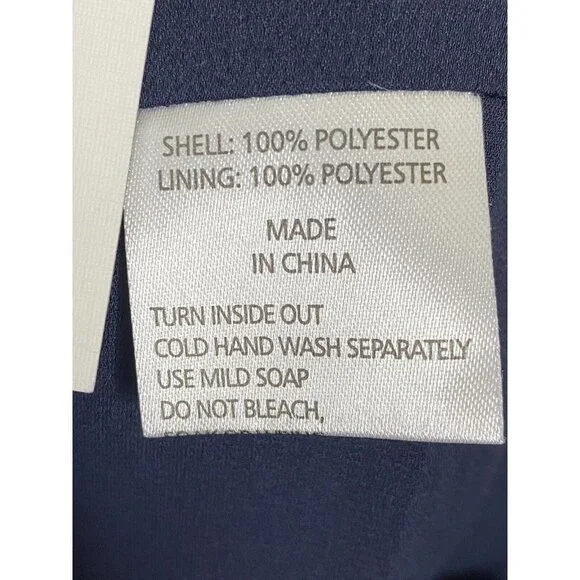 SHELL: 100% POLYESTER
LINING: 100% POLYESTER
MADE
IN CHINA
TURN INSIDE OUT
COLD HAND WASH SEPARATELY
USE MILD SOAP
DO NOT BLEACH,